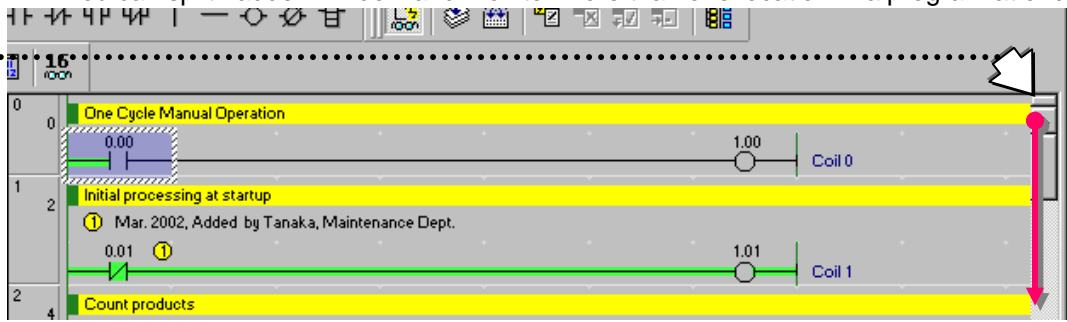 16
0 0 One Cycle Manual Operation
0.00 1.00
Coil 0
1 2 Initial processing at startup
1 Mar. 2002, Added by Tanaka, Maintenance Dept.
0.01 1 1.01
Coil 1
2 4 Count products